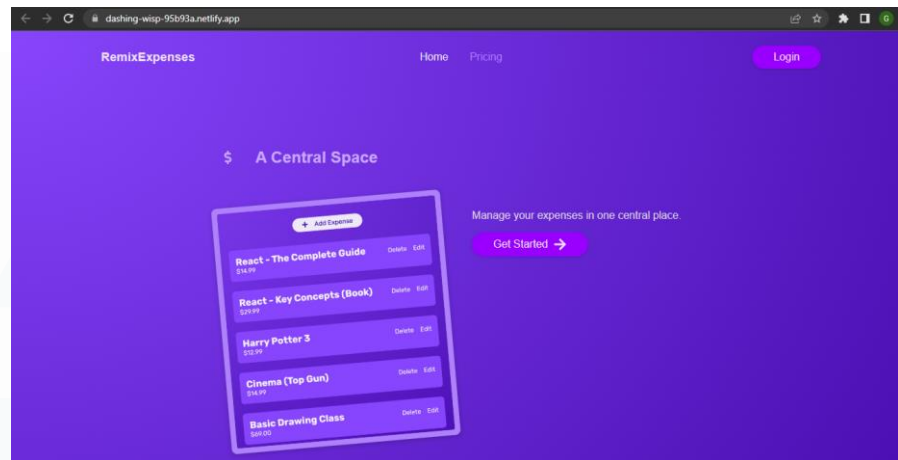 dashing-wisp-95b93a.netlify.app
G
RemixExpenses
Home Pricing
Login
$ A Central Space
+ Add Expense
React - The Complete Guide Delete Edit
$14.99
React - Key Concepts (Book) Delete Edit
$29.99
Harry Potter 3 Delete Edit
$12.99
Cinema (Top Gun) Delete Edit
$14.99
Basic Drawing Class Delete Edit
$69.00
Manage your expenses in one central place.
Get Started →